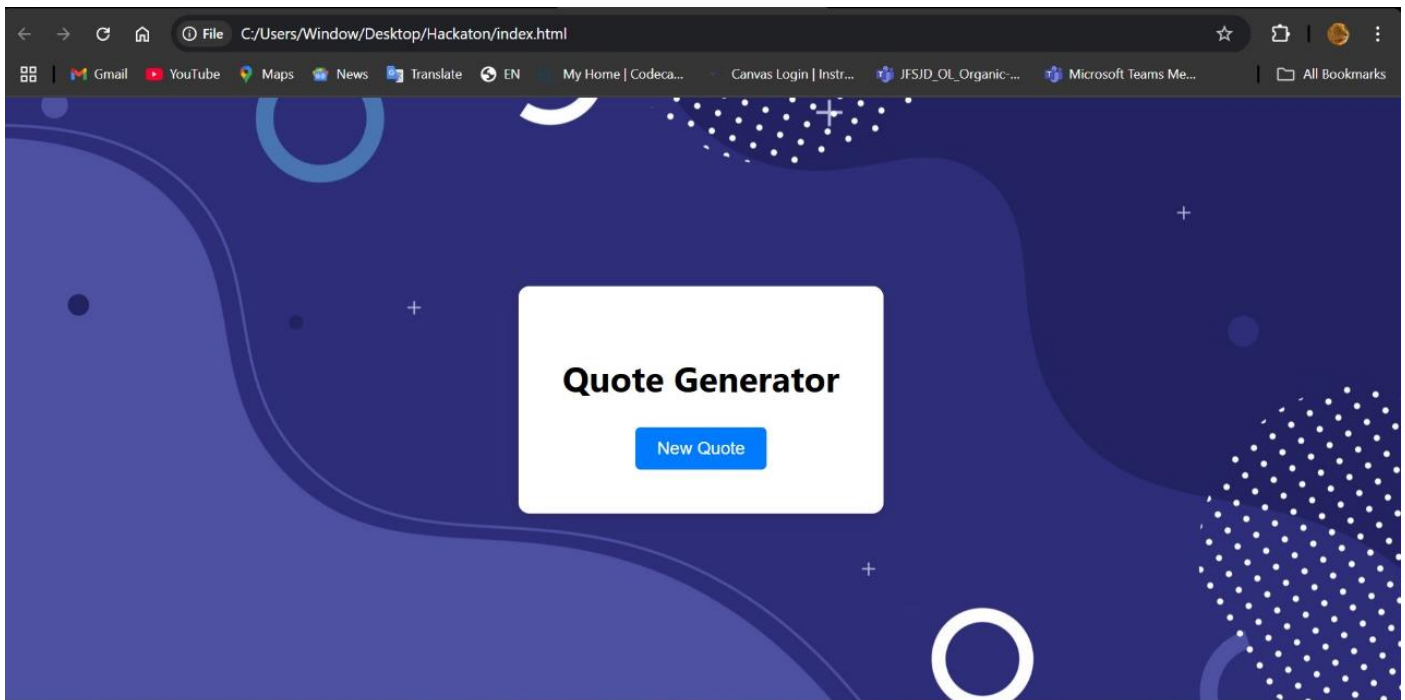 File C:/Users/Window/Desktop/Hackaton/index.html
Gmail YouTube Maps News Translate EN My Home | Codeca... Canvas Login | Instr... JFSJD_OL_Organic-... Microsoft Teams Me... All Bookmarks
Quote Generator
New Quote